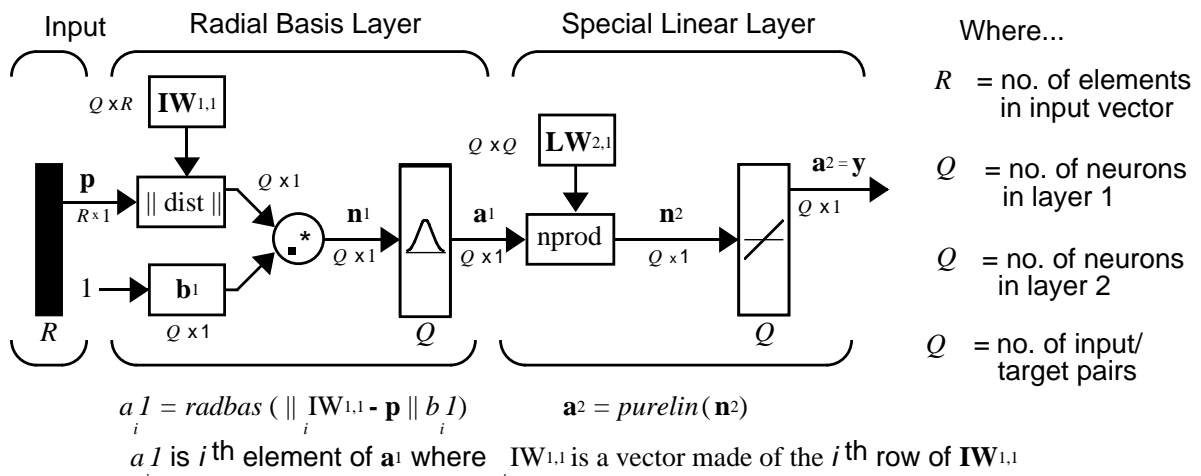 Input
Radial Basis Layer
Special Linear Layer
Where...
Q x R
IW1,1
Q x Q
LW2,1
R = no. of elements
in input vector
p
R x 1
|| dist ||
Q x 1
.*
n1
Q x 1
a1
Q x 1
nprod
n2
Q x 1
a2 = y
Q x 1
Q = no. of neurons
in layer 1
1
b1
Q x 1
R
Q
Q
Q = no. of neurons
in layer 2
Q = no. of input/
target pairs
ai1 = radbas ( || iIW1,1 - p || bi1)
a2 = purelin(n2)
ai1 is i th element of a1 where iIW1,1 is a vector made of the i th row of IW1,1